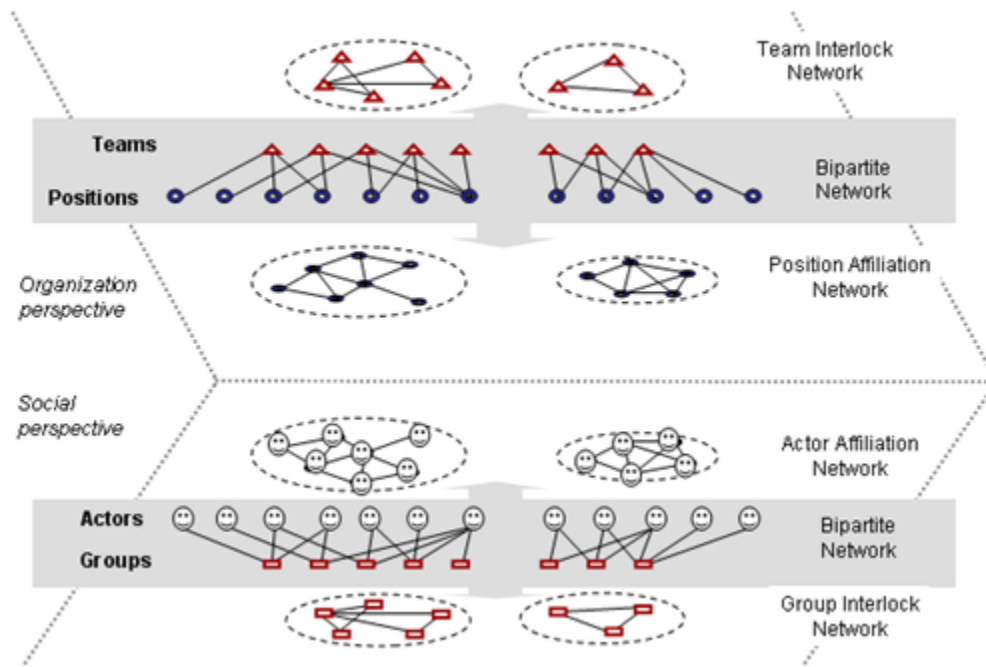 Team Interlock
Network
Teams
Positions
Bipartite
Network
Organization
perspective
Position Affiliation
Network
Social
perspective
Actor Affiliation
Network
Actors
Groups
Bipartite
Network
Group Interlock
Network